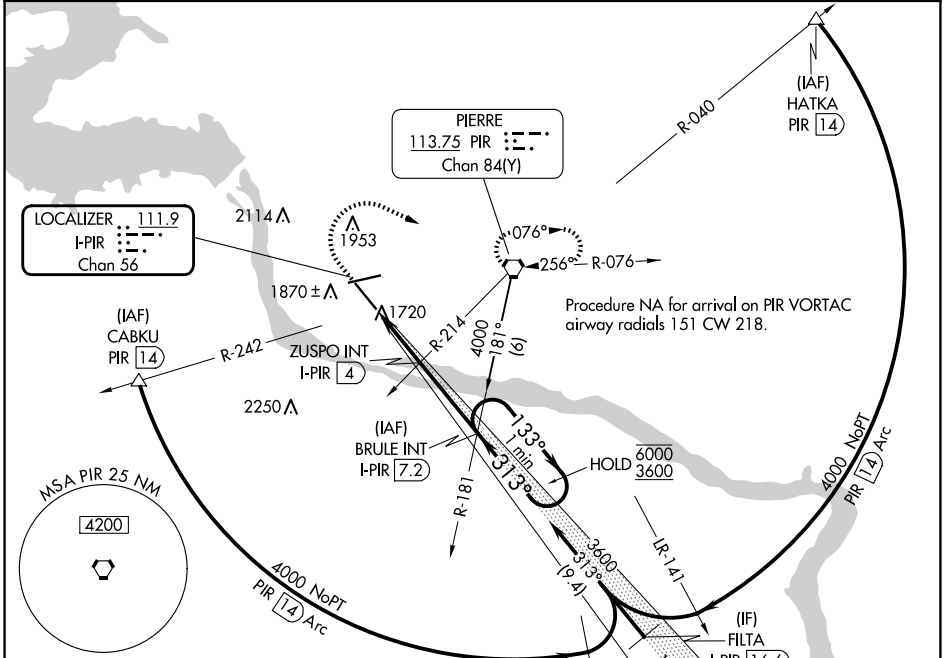 (IAF)
HATKA
PIR 14
R-040
PIERRE
113.75 PIR
Chan 84(Y)
LOCALIZER 111.9
I-PIR
Chan 56
2114
1953
076°
256°
R-076
1870 ±
1720
Procedure NA for arrival on PIR VORTAC
airway radials 151 CW 218.
(IAF)
CABKU
PIR 14
R-242
ZUSPO INT
I-PIR 4
R-214
4000
181°
(6)
2250
(IAF)
BRULE INT
I-PIR 7.2
133°
1 min
313°
HOLD 6000
3600
R-181
MSA PIR 25 NM
4200
4000 NoPT
PIR 14 Arc
4000 NoPT
PIR 14 Arc
3600
313°
(9.4)
LR-141
(IF)
FILTA